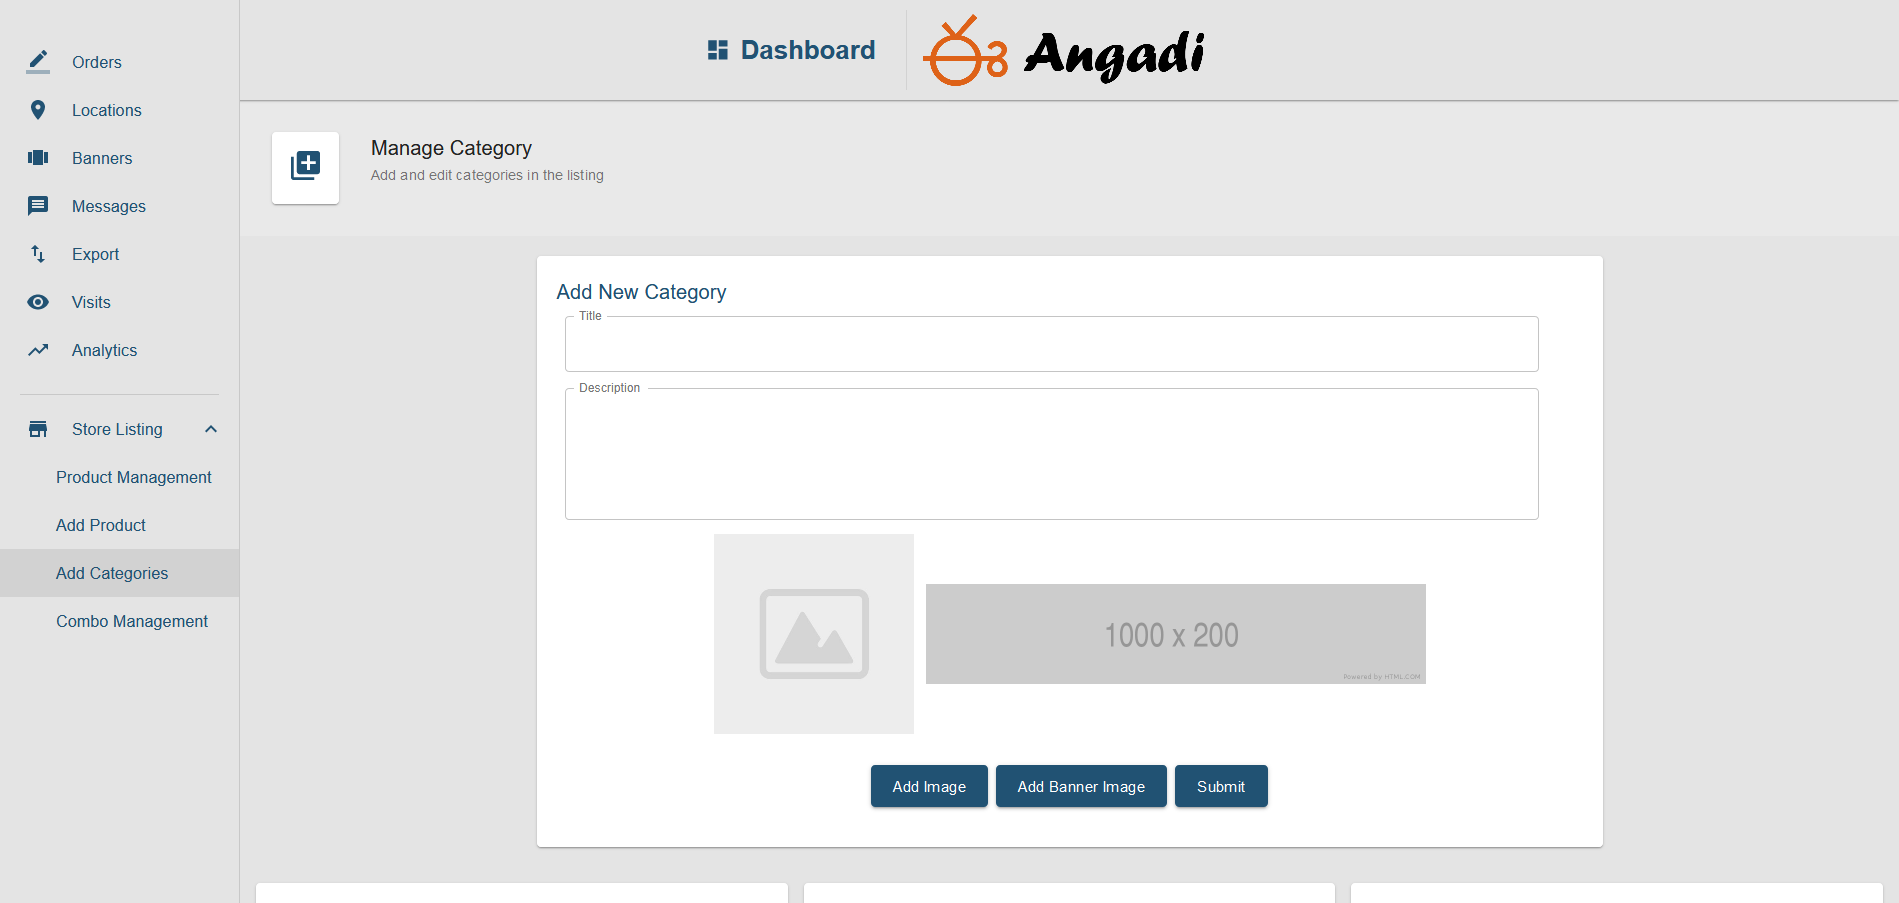 Orders
Locations
Banners
Messages
Export
Visits
Analytics
Store Listing
Product Management
Add Product
Add Categories
Combo Management
Dashboard
Angadi
Manage Category
Add and edit categories in the listing
Add New Category
Title
Description
1000 x 200
Powered by HTML.COM
Add Image
Add Banner Image
Submit